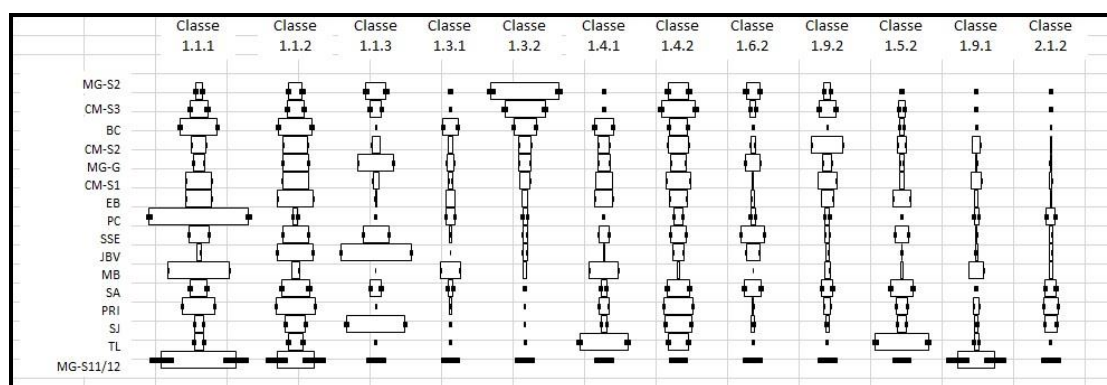 Classe Classe Classe Classe Classe Classe Classe Classe Classe Classe Classe Classe
1.1.1 1.1.2 1.1.3 1.3.1 1.3.2 1.4.1 1.4.2 1.6.2 1.9.2 1.5.2 1.9.1 2.1.2
MG-S2
CM-S3
BC
CM-S2
MG-G
CM-S1
EB
PC
SSE
JBV
MB
SA
PRI
SJ
TL
MG-S11/12